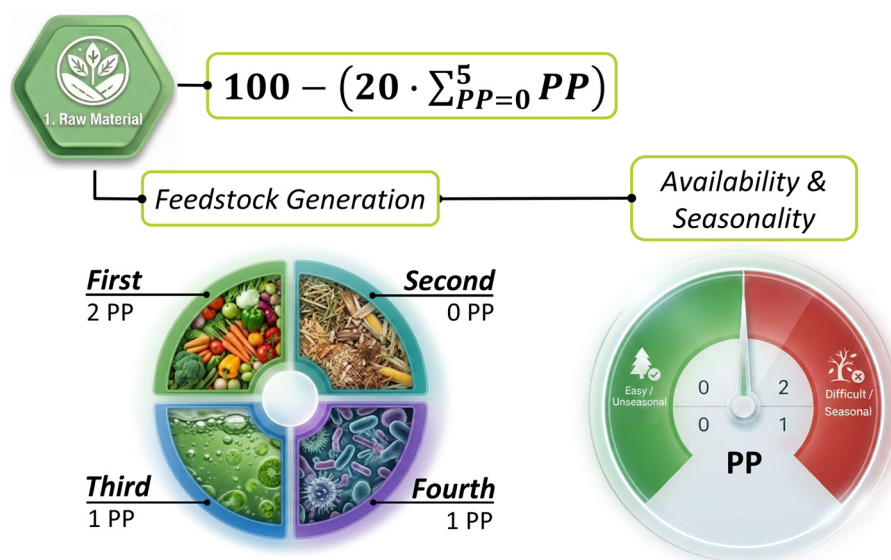 1. Raw Material
100 − (20 · ∑⁵_PP=0 PP)
Feedstock Generation
Availability &
Seasonality
First
2 PP
Second
0 PP
Third
1 PP
Fourth
1 PP
Easy /
Unseasonal
Difficult /
Seasonal
0 2
0 1
PP